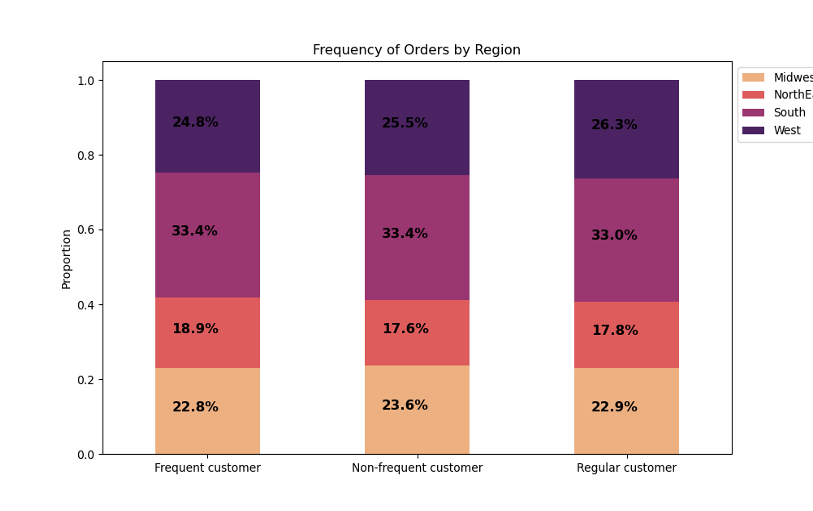 Frequency of Orders by Region
Midwes
NorthEa
South
West
Proportion
1.0
0.8
0.6
0.4
0.2
0.0
24.8%
25.5%
26.3%
33.4%
33.4%
33.0%
18.9%
17.6%
17.8%
22.8%
23.6%
22.9%
Frequent customer
Non-frequent customer
Regular customer